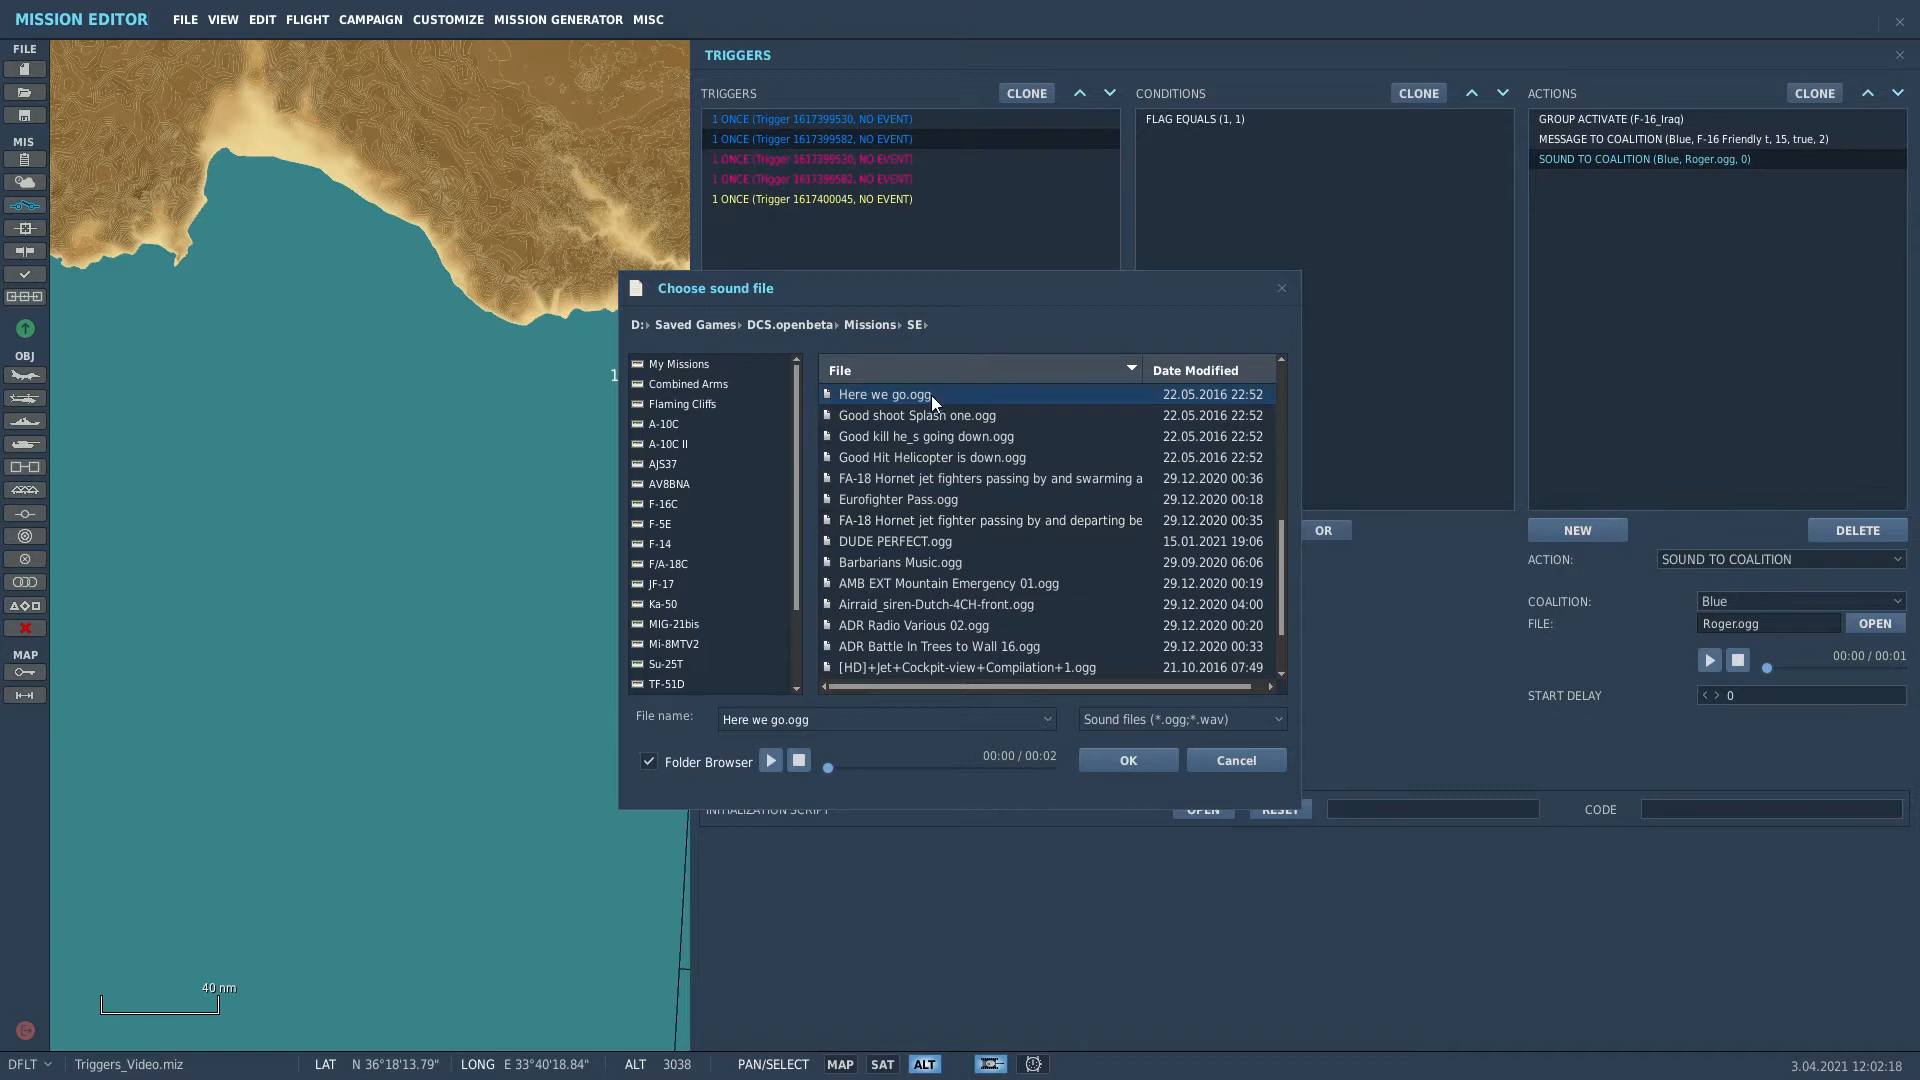 MISSION EDITOR FILE VIEW EDIT FLIGHT CAMPAIGN CUSTOMIZE MISSION GENERATOR MISC
FILE
MIS
OBJ
MAP
TRIGGERS
TRIGGERS CLONE
1 ONCE (Trigger 1617399530, NO EVENT)
1 ONCE (Trigger 1617399582, NO EVENT)
1 ONCE (Trigger 1617399530, NO EVENT)
1 ONCE (Trigger 1617399582, NO EVENT)
1 ONCE (Trigger 1617400045, NO EVENT)
CONDITIONS CLONE
FLAG EQUALS (1, 1)
OR
ACTIONS CLONE
GROUP ACTIVATE (F-16_Iraq)
MESSAGE TO COALITION (Blue, F-16 Friendly t, 15, true, 2)
SOUND TO COALITION (Blue, Roger.ogg, 0)
NEW DELETE
ACTION: SOUND TO COALITION
COALITION: Blue
FILE: Roger.ogg OPEN
00:00 / 00:01
START DELAY 0
1
Choose sound file
D: Saved Games DCS.openbeta Missions SE
My Missions
Combined Arms
Flaming Cliffs
A-10C
A-10C II
AJS37
AV8BNA
F-16C
F-5E
F-14
F/A-18C
JF-17
Ka-50
MIG-21bis
Mi-8MTV2
Su-25T
TF-51D
File Date Modified
Here we go.ogg 22.05.2016 22:52
Good shoot Splash one.ogg 22.05.2016 22:52
Good kill he_s going down.ogg 22.05.2016 22:52
Good Hit Helicopter is down.ogg 22.05.2016 22:52
FA-18 Hornet jet fighters passing by and swarming a 29.12.2020 00:36
Eurofighter Pass.ogg 29.12.2020 00:18
FA-18 Hornet jet fighter passing by and departing be 29.12.2020 00:35
DUDE PERFECT.ogg 15.01.2021 19:06
Barbarians Music.ogg 29.09.2020 06:06
AMB EXT Mountain Emergency 01.ogg 29.12.2020 00:19
Airraid_siren-Dutch-4CH-front.ogg 29.12.2020 04:00
ADR Radio Various 02.ogg 29.12.2020 00:20
ADR Battle In Trees to Wall 16.ogg 29.12.2020 00:33
[HD]+Jet+Cockpit-view+Compilation+1.ogg 21.10.2016 07:49
File name: Here we go.ogg Sound files (*.ogg;*.wav)
Folder Browser 00:00 / 00:02 OK Cancel
INITIALIZATION SCRIPT OPEN RESET CODE
40 nm
DFLT Triggers_Video.miz LAT N 36°18'13.79" LONG E 33°40'18.84" ALT 3038 PAN/SELECT MAP SAT ALT 3.04.2021 12:02:18